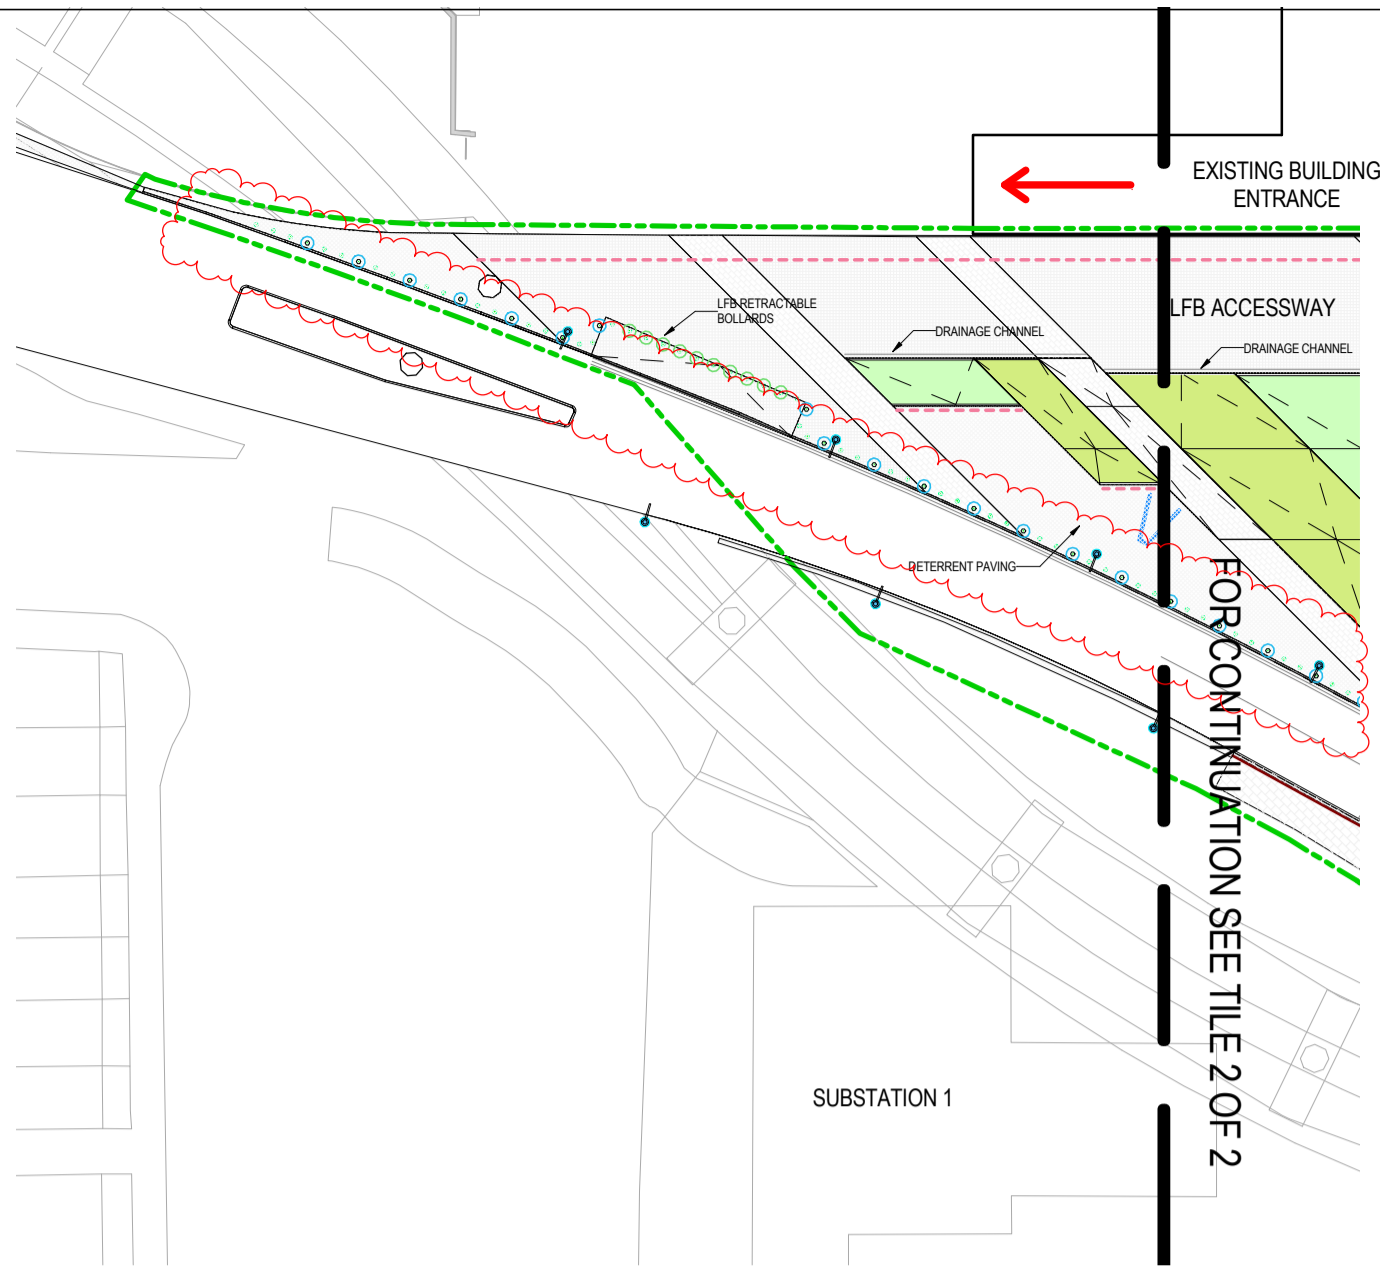 EXISTING BUILDING
ENTRANCE
LFB RETRACTABLE
BOLLARDS
LFB ACCESSWAY
DRAINAGE CHANNEL
DRAINAGE CHANNEL
DETERRENT PAVING
FOR CONTINUATION SEE TILE 2 OF 2
SUBSTATION 1